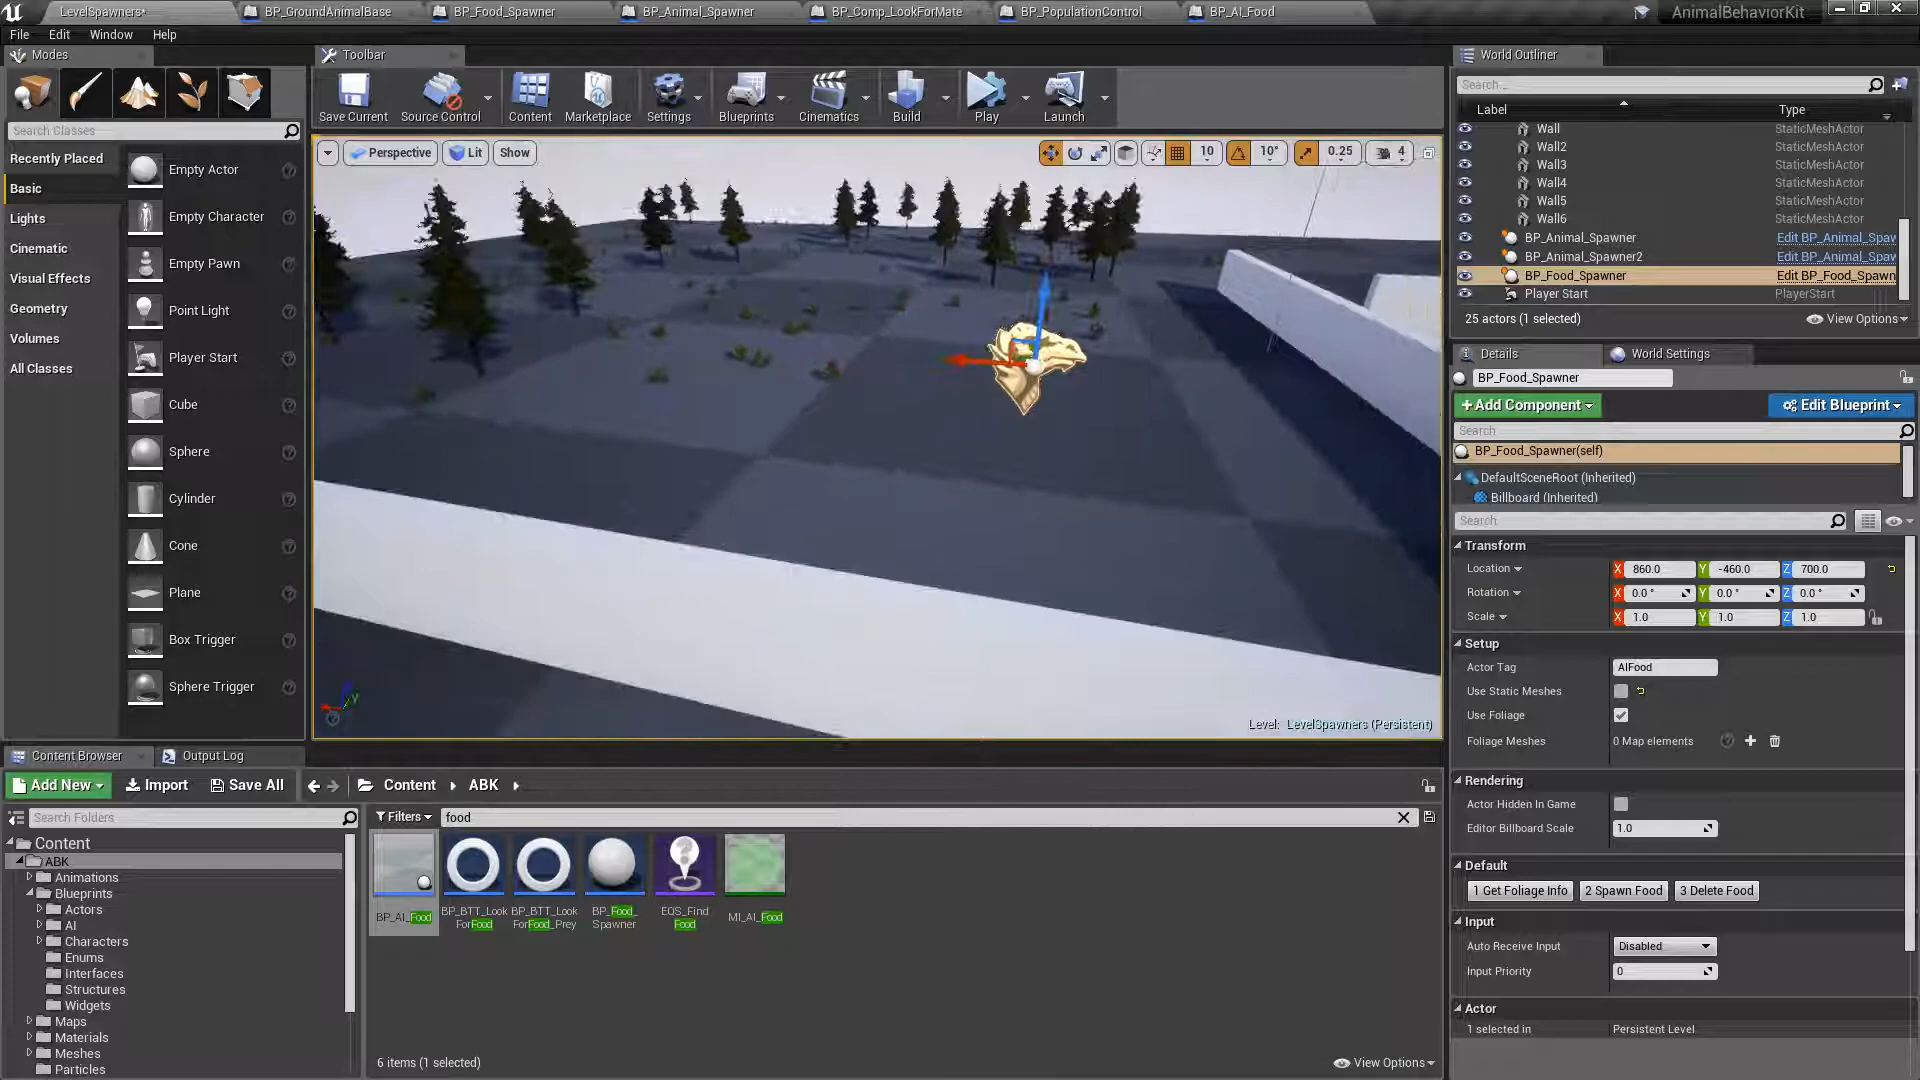 LevelSpawners*
BP_GroundAnimalBase
BP_Food_Spawner
BP_Animal_Spawner
BP_Comp_LookForMate
BP_PopulationControl
BP_AI_Food
AnimalBehaviorKit
File Edit Window Help
Modes
Toolbar
World Outliner
Save Current
Source Control
Content
Marketplace
Settings
Blueprints
Cinematics
Build
Play
Launch
Search Classes
Recently Placed
Basic
Lights
Cinematic
Visual Effects
Geometry
Volumes
All Classes
Empty Actor
Empty Character
Empty Pawn
Point Light
Player Start
Cube
Sphere
Cylinder
Cone
Plane
Box Trigger
Sphere Trigger
Perspective
Lit
Show
10
10°
0.25
4
Level: LevelSpawners (Persistent)
Search...
Label Type
Wall StaticMeshActor
Wall2 StaticMeshActor
Wall3 StaticMeshActor
Wall4 StaticMeshActor
Wall5 StaticMeshActor
Wall6 StaticMeshActor
BP_Animal_Spawner Edit BP_Animal_Spaw
BP_Animal_Spawner2 Edit BP_Animal_Spaw
BP_Food_Spawner Edit BP_Food_Spawn
Player Start PlayerStart
25 actors (1 selected) View Options
Details
World Settings
BP_Food_Spawner
+Add Component
Edit Blueprint
Search
BP_Food_Spawner(self)
DefaultSceneRoot (Inherited)
Billboard (Inherited)
Search
Transform
Location X 860.0 Y -460.0 Z 700.0
Rotation X 0.0 ° Y 0.0 ° Z 0.0 °
Scale X 1.0 Y 1.0 Z 1.0
Setup
Actor Tag AIFood
Use Static Meshes
Use Foliage
Foliage Meshes 0 Map elements
Rendering
Actor Hidden In Game
Editor Billboard Scale 1.0
Default
1 Get Foliage Info 2 Spawn Food 3 Delete Food
Input
Auto Receive Input Disabled
Input Priority 0
Actor
1 selected in Persistent Level
Content Browser
Output Log
Add New
Import
Save All
Content
ABK
Search Folders
Filters
food
Content
ABK
Animations
Blueprints
Actors
AI
Characters
Enums
Interfaces
Structures
Widgets
Maps
Materials
Meshes
Particles
BP_AI_Food
BP_BTT_Look
ForFood
BP_BTT_Look
ForFood_Prey
BP_Food_
Spawner
EQS_Find
Food
MI_AI_Food
6 items (1 selected)
View Options